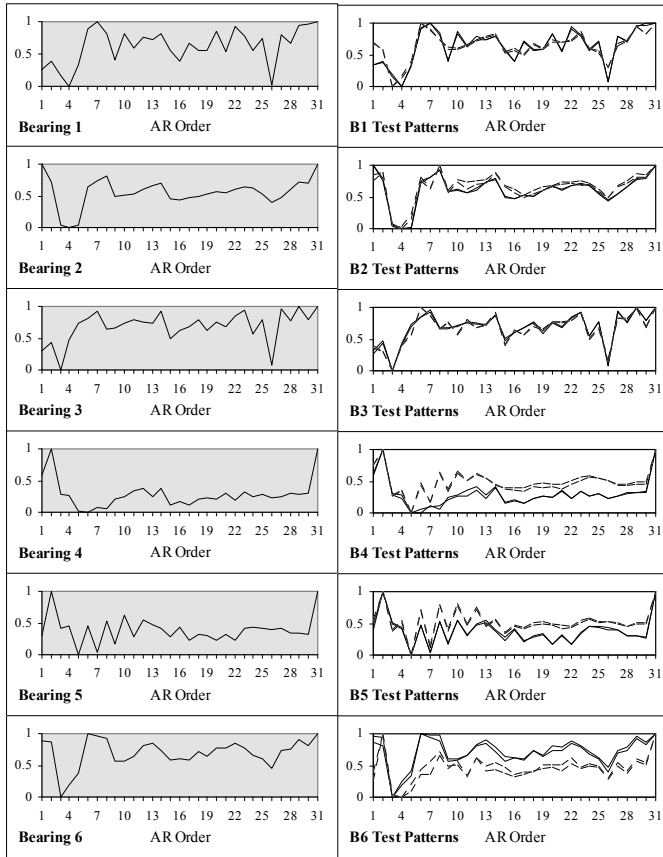 1
0.5
0
1 4 7 10 13 16 19 22 25 28 31
Bearing 1 AR Order
1
0.5
0
1 4 7 10 13 16 19 22 25 28 31
B1 Test Patterns AR Order
1
0.5
0
1 4 7 10 13 16 19 22 25 28 31
Bearing 2 AR Order
1
0.5
0
1 4 7 10 13 16 19 22 25 28 31
B2 Test Patterns AR Order
1
0.5
0
1 4 7 10 13 16 19 22 25 28 31
Bearing 3 AR Order
1
0.5
0
1 4 7 10 13 16 19 22 25 28 31
B3 Test Patterns AR Order
1
0.5
0
1 4 7 10 13 16 19 22 25 28 31
Bearing 4 AR Order
1
0.5
0
1 4 7 10 13 16 19 22 25 28 31
B4 Test Patterns AR Order
1
0.5
0
1 4 7 10 13 16 19 22 25 28 31
Bearing 5 AR Order
1
0.5
0
1 4 7 10 13 16 19 22 25 28 31
B5 Test Patterns AR Order
1
0.5
0
1 4 7 10 13 16 19 22 25 28 31
Bearing 6 AR Order
1
0.5
0
1 4 7 10 13 16 19 22 25 28 31
B6 Test Patterns AR Order